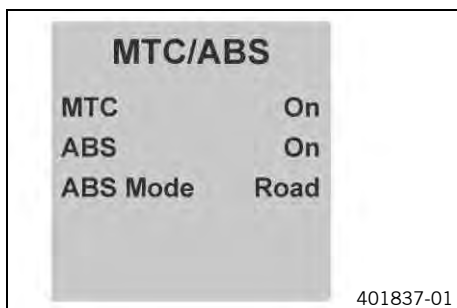 MTC/ABS
MTC On
ABS On
ABS Mode Road
401837-01